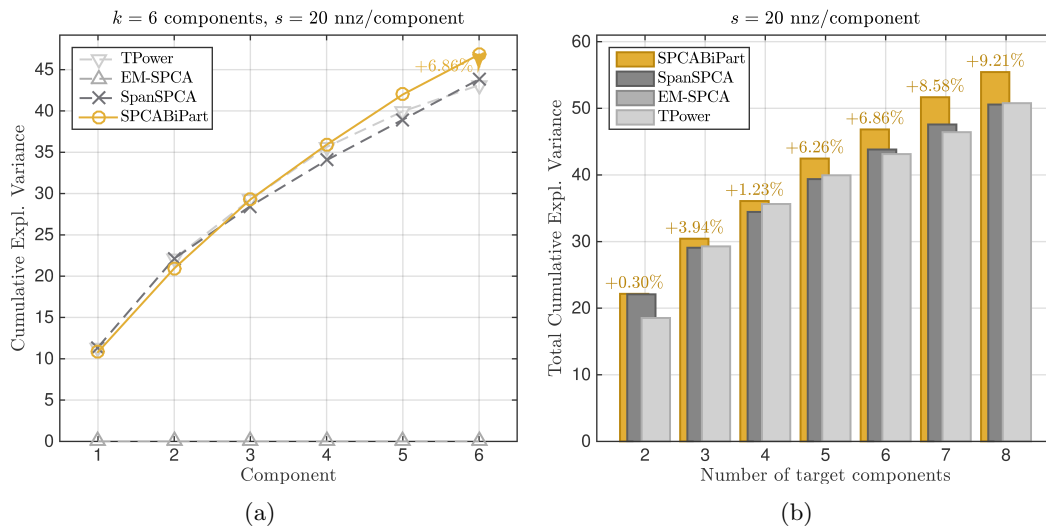 k = 6 components, s = 20 nnz/component
Cumulative Expl. Variance
45
40
35
30
25
20
15
10
5
0
TPower
EM-SPCA
SpanSPCA
SPCABiPart
+6.86%
1 2 3 4 5 6
Component
(a)
s = 20 nnz/component
Total Cumulative Expl. Variance
60
50
40
30
20
10
0
SPCABiPart
SpanSPCA
EM-SPCA
TPower
+0.30%
+3.94%
+1.23%
+6.26%
+6.86%
+8.58%
+9.21%
2 3 4 5 6 7 8
Number of target components
(b)